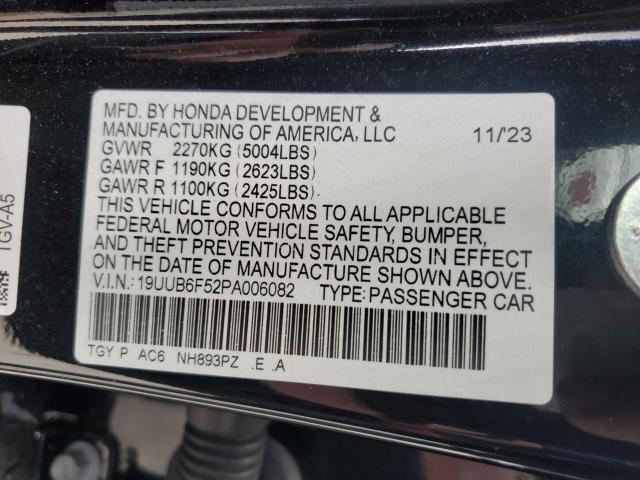 MFD. BY HONDA DEVELOPMENT &
MANUFACTURING OF AMERICA, LLC 11/'23
GVWR 2270KG (5004LBS)
GAWR F 1190KG (2623LBS)
GAWR R 1100KG (2425LBS)
THIS VEHICLE CONFORMS TO ALL APPLICABLE
FEDERAL MOTOR VEHICLE SAFETY, BUMPER,
AND THEFT PREVENTION STANDARDS IN EFFECT
ON THE DATE OF MANUFACTURE SHOWN ABOVE.
V.I.N.: 19UUB6F52PA006082 TYPE: PASSENGER CAR
TGY P AC6 NH893PZ .E .A
TGV-A5